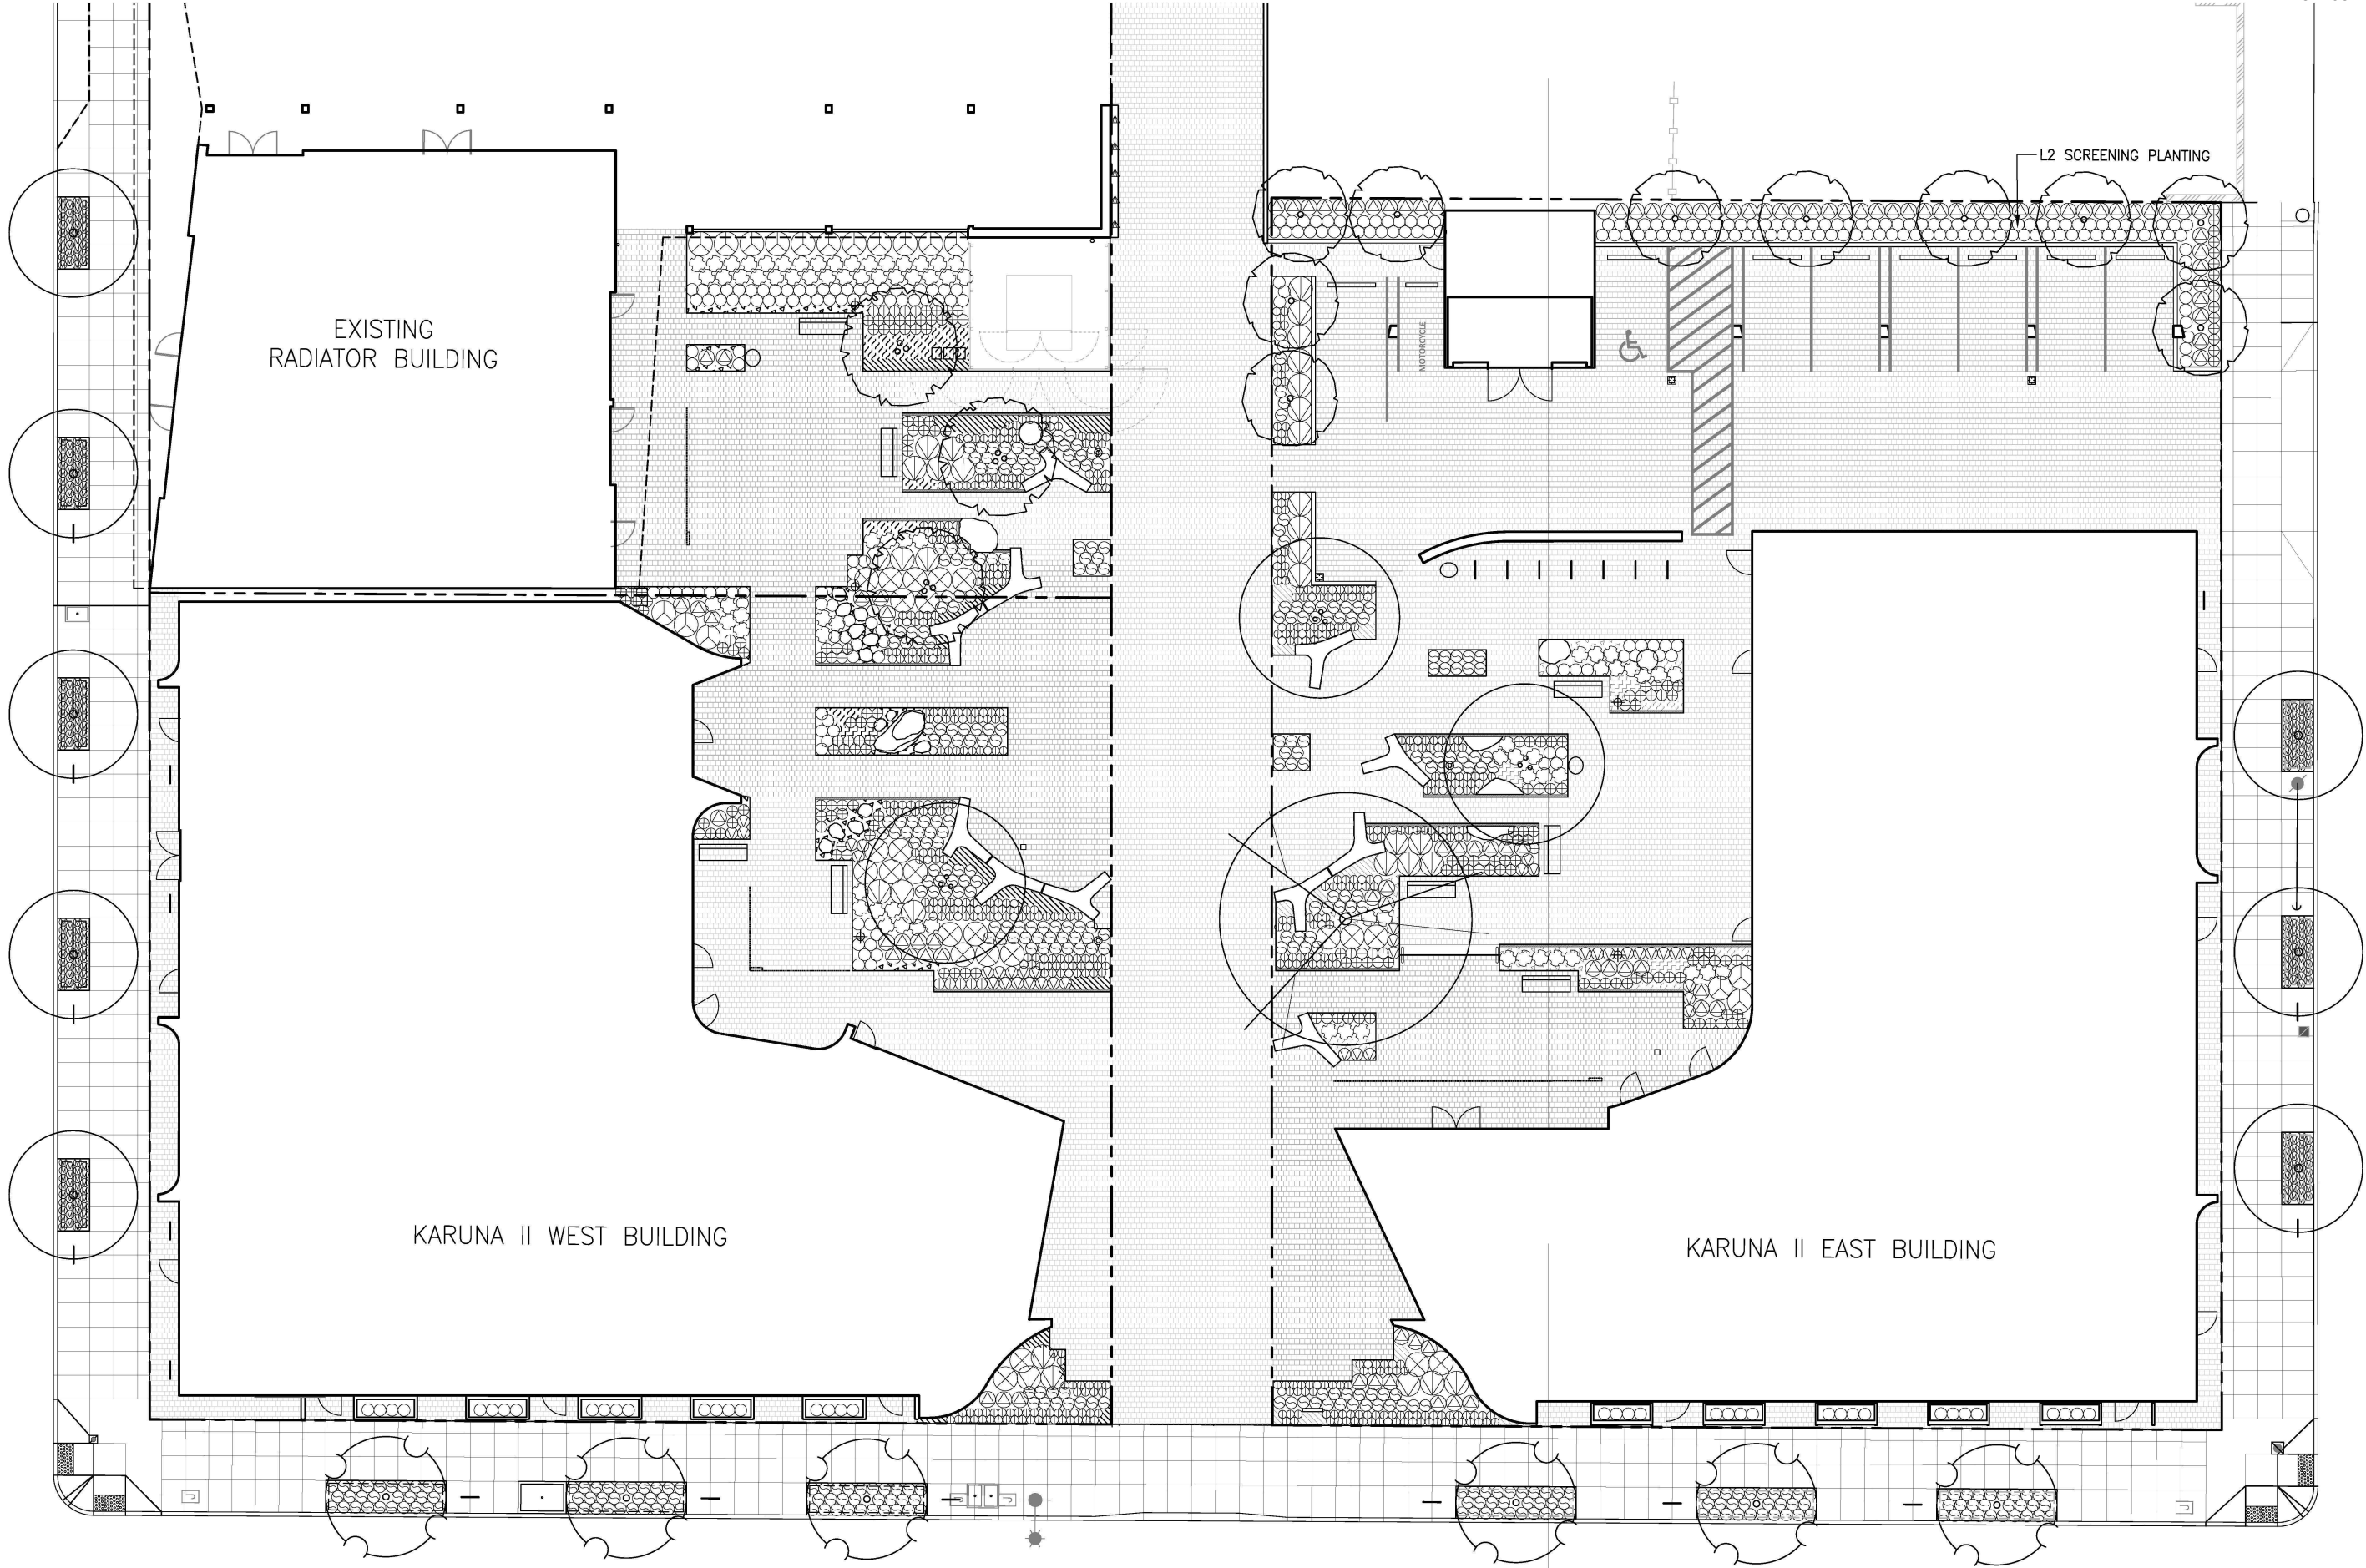 L2 SCREENING PLANTING
EXISTING
RADIATOR BUILDING
MOTORCYCLE
KARUNA II WEST BUILDING
KARUNA II EAST BUILDING